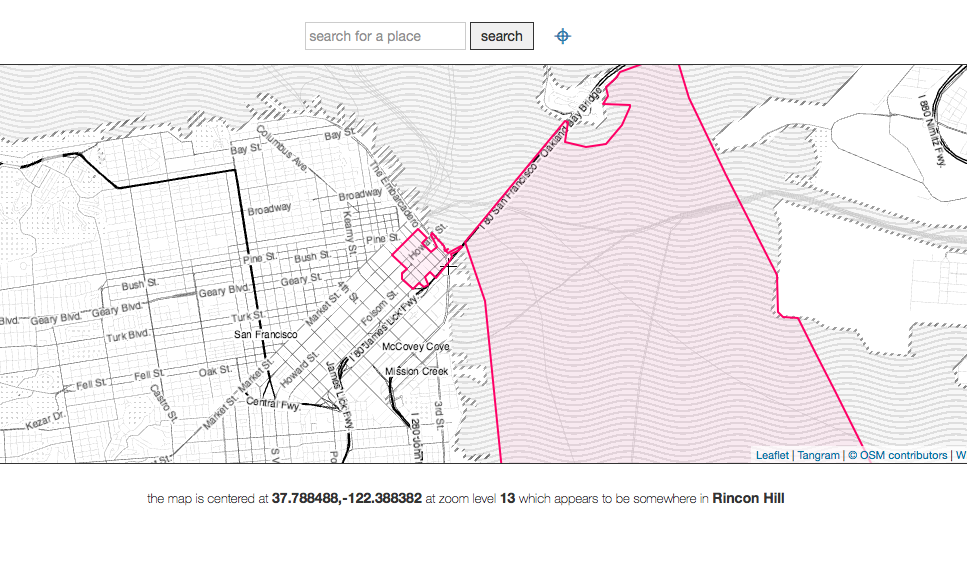 search for a place search
Bay St.
Columbus Ave.
Bay St.
The Embarcadero
Broadway
Broadway
Kearny St.
Pine St.
Howard St.
I 80 San Francisco – Oakland Bay Bridge
I 880 Nimitz Fwy.
Pine St.
Bush St.
Geary St.
Bush St.
Geary Blvd.
4th St.
Market St.
Folsom St.
Blvd.
Geary Blvd.
Geary Blvd.
Turk St.
Turk Blvd.
San Francisco
I 80 James Lick Fwy.
McCovey Cove
Mission Creek
Fell St.
Fell St.
Oak St.
Market St.
Howard St.
James Lick Fwy.
Central Fwy.
Castro St.
Market St.
Kezar Dr.
3rd St.
I 280 John
S V
Po
st St.
Leaflet | Tangram | © OSM contributors | W
the map is centered at 37.788488,-122.388382 at zoom level 13 which appears to be somewhere in Rincon Hill